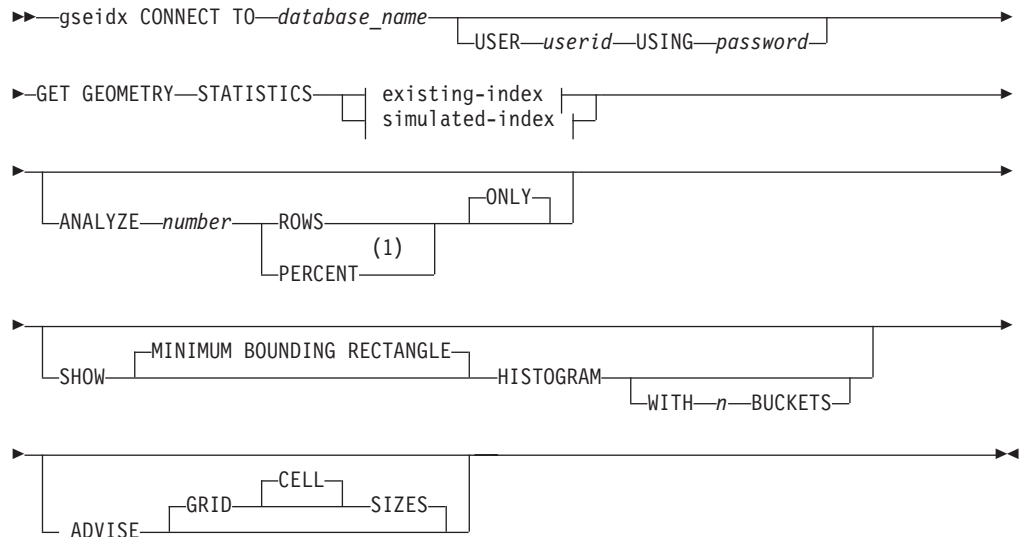 gseidx CONNECT TO database_name
USER userid USING password
GET GEOMETRY STATISTICS existing-index
simulated-index
ONLY
ANALYZE number ROWS
(1)
PERCENT
MINIMUM BOUNDING RECTANGLE
SHOW HISTOGRAM
WITH n BUCKETS
CELL
GRID SIZES
ADVISE